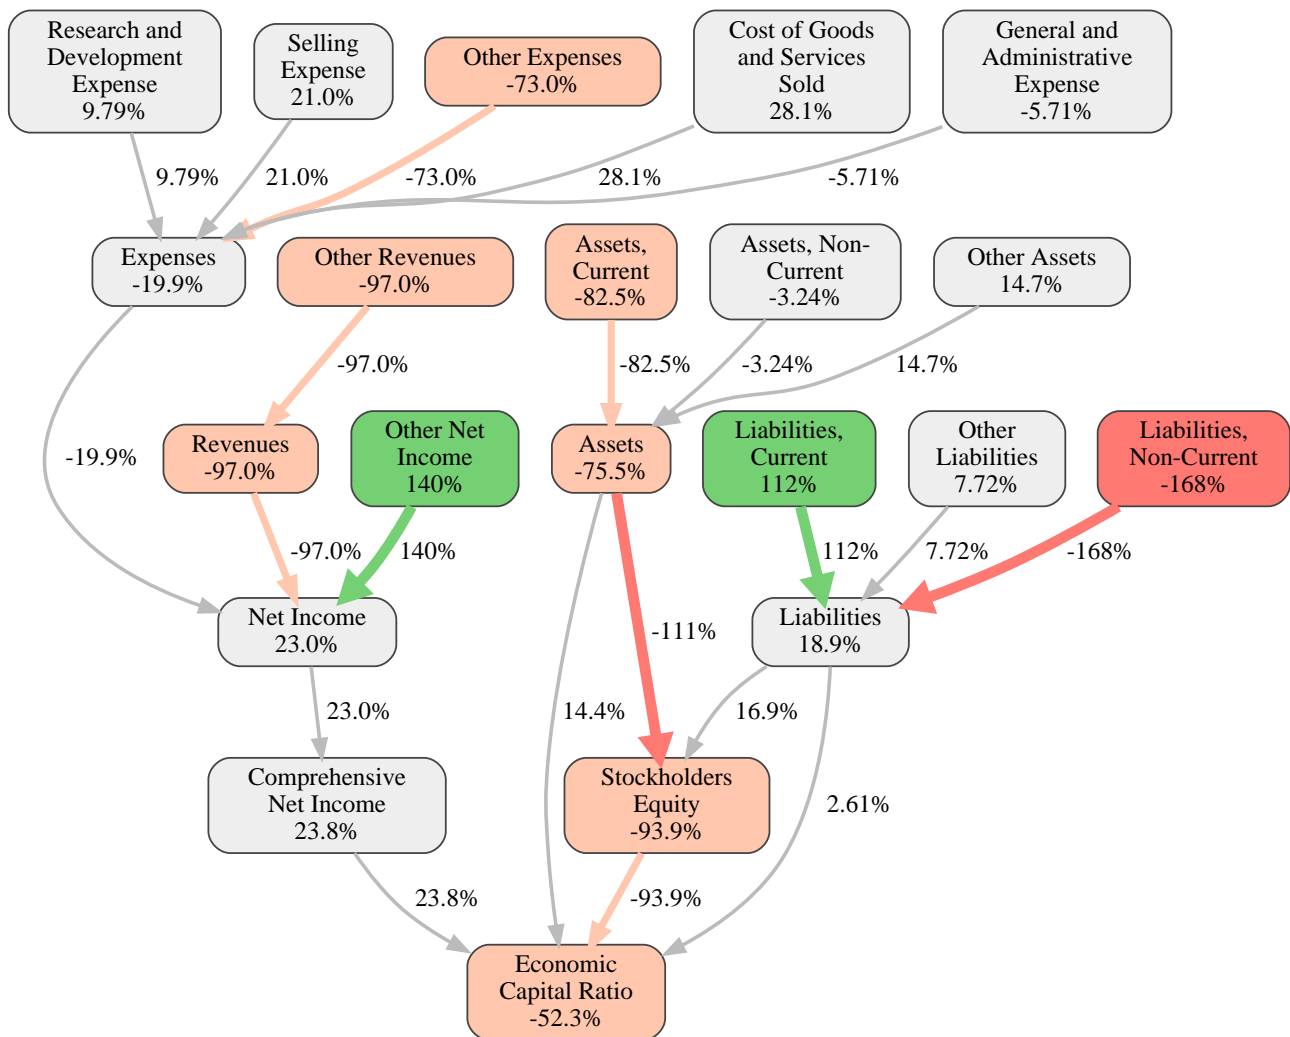 Research and
Development
Expense
9.79%
Selling
Expense
21.0%
Other Expenses
-73.0%
Cost of Goods
and Services
Sold
28.1%
General and
Administrative
Expense
-5.71%
9.79%
21.0%
-73.0%
28.1%
-5.71%
Expenses
-19.9%
Other Revenues
-97.0%
Assets,
Current
-82.5%
Assets, Non-
Current
-3.24%
Other Assets
14.7%
-97.0%
-82.5%
-3.24%
14.7%
-19.9%
Revenues
-97.0%
Other Net
Income
140%
Assets
-75.5%
Liabilities,
Current
112%
Other
Liabilities
7.72%
Liabilities,
Non-Current
-168%
-97.0%
140%
112%
7.72%
-168%
Net Income
23.0%
-111%
Liabilities
18.9%
23.0%
14.4%
16.9%
Comprehensive
Net Income
23.8%
Stockholders
Equity
-93.9%
2.61%
23.8%
-93.9%
Economic
Capital Ratio
-52.3%